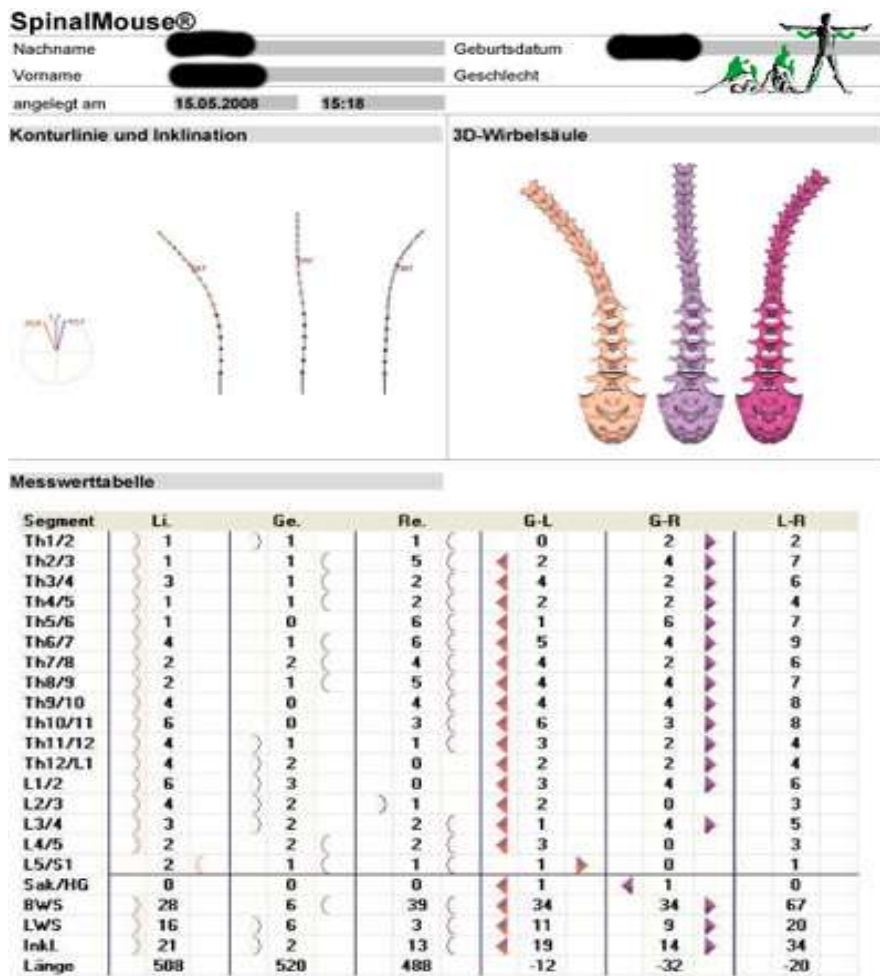 SpinalMouse®
Nachname Geburtsdatum
Vorname Geschlecht
angelegt am 15.05.2008 15:18
Konturlinie und Inklination 3D-Wirbelsäule
Messwerttabelle
Segment Li. Ge. Re. G-L G-R L-R
Th1/2 1 1 1 0 2 2
Th2/3 1 1 5 2 4 7
Th3/4 3 1 2 4 2 6
Th4/5 1 1 2 2 2 4
Th5/6 1 0 6 1 6 7
Th6/7 4 1 6 5 4 9
Th7/8 2 2 4 4 2 6
Th8/9 2 1 5 4 4 7
Th9/10 4 0 4 4 4 8
Th10/11 6 0 3 6 3 8
Th11/12 4 1 1 3 2 4
Th12/L1 4 2 0 2 2 4
L1/2 6 3 0 3 4 6
L2/3 4 2 1 2 0 3
L3/4 3 2 2 1 4 5
L4/5 2 2 2 3 0 3
L5/S1 2 1 1 1 0 1
Sak/HG 0 0 0 1 1 0
BWS 28 6 39 34 34 67
LWS 16 6 3 11 9 20
Inkl. 21 2 13 19 14 34
Länge 508 520 488 -12 -32 -20